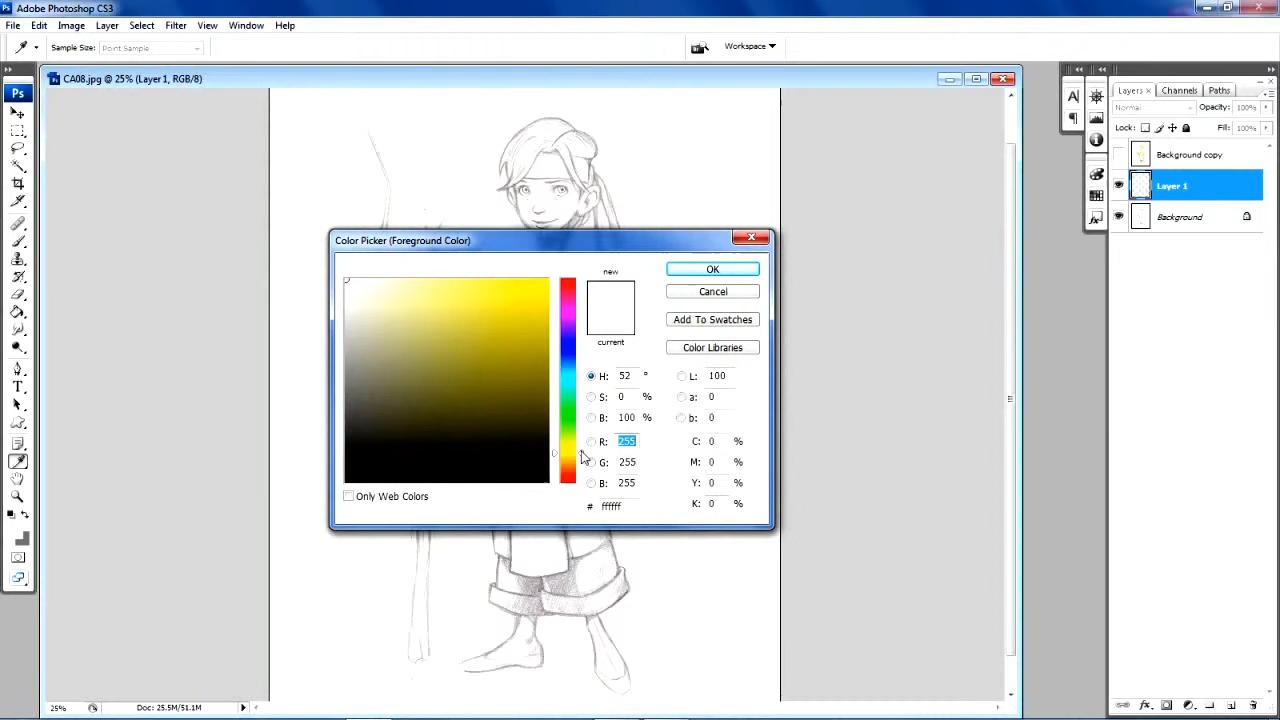 Ps Adobe Photoshop CS3
File Edit Image Layer Select Filter View Window Help
Sample Size: Point Sample Workspace
CA08.jpg @ 25% (Layer 1, RGB/8)
Ps
Layers × Channels Paths
Normal Opacity: 100%
Lock: Fill: 100%
Background copy
Layer 1
Background
Color Picker (Foreground Color)
new
OK
Cancel
Add To Swatches
current
Color Libraries
H: 52 ° L: 100
S: 0 % a: 0
B: 100 % b: 0
R: 255 C: 0 %
G: 255 M: 0 %
B: 255 Y: 0 %
Only Web Colors # ffffff K: 0 %
25% Doc: 25.5M/51.1M